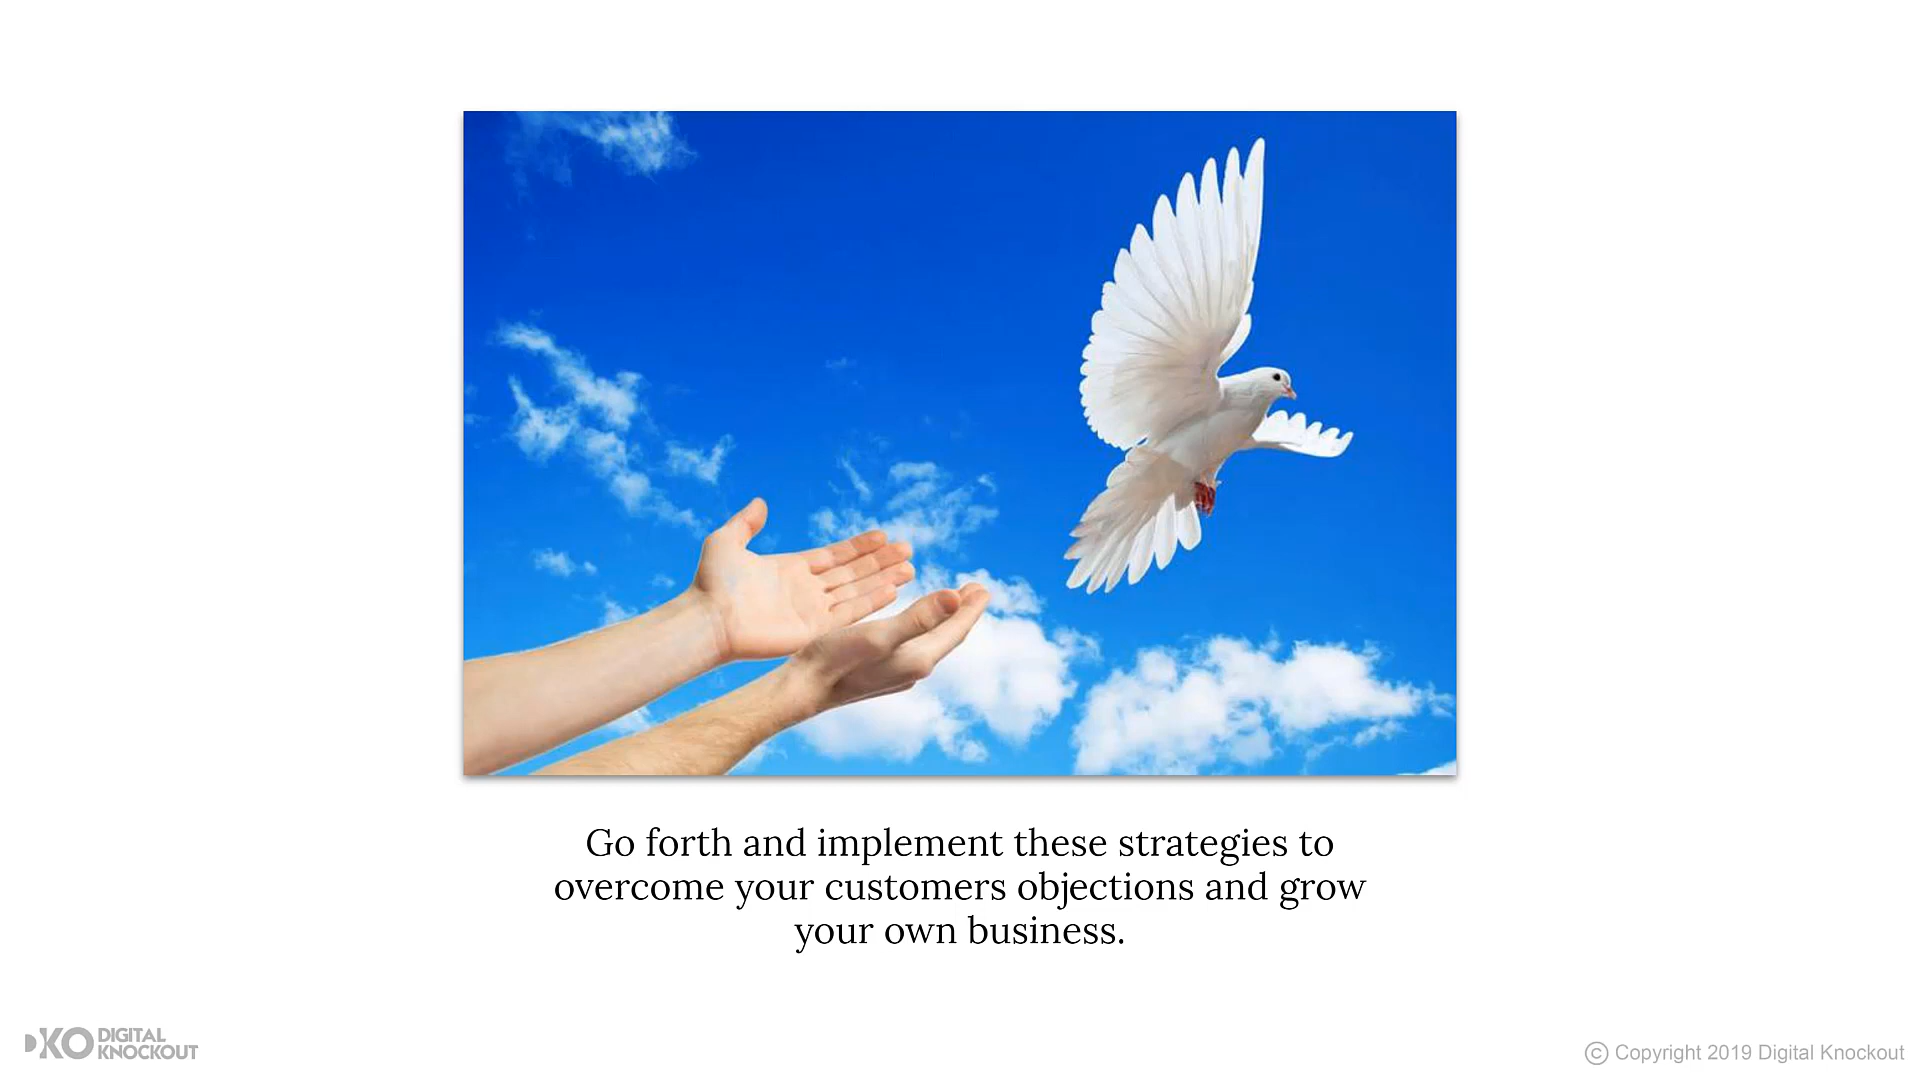 Go forth and implement these strategies to
overcome your customers objections and grow
your own business.
KO DIGITAL
KNOCKOUT
© Copyright 2019 Digital Knockout